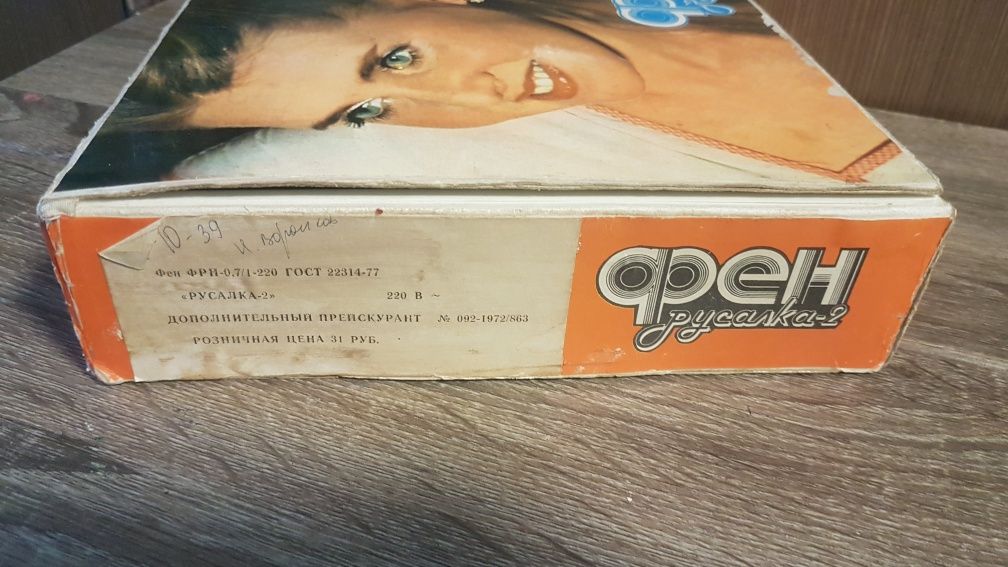 Ю-39
Фен ФРН-0,7/1-220 ГОСТ 22314-77
«РУСАЛКА-2» 220 В ~
ДОПОЛНИТЕЛЬНЫЙ ПРЕЙСКУРАНТ № 092-1972/863
РОЗНИЧНАЯ ЦЕНА 31 РУБ.
фен
русалка-2